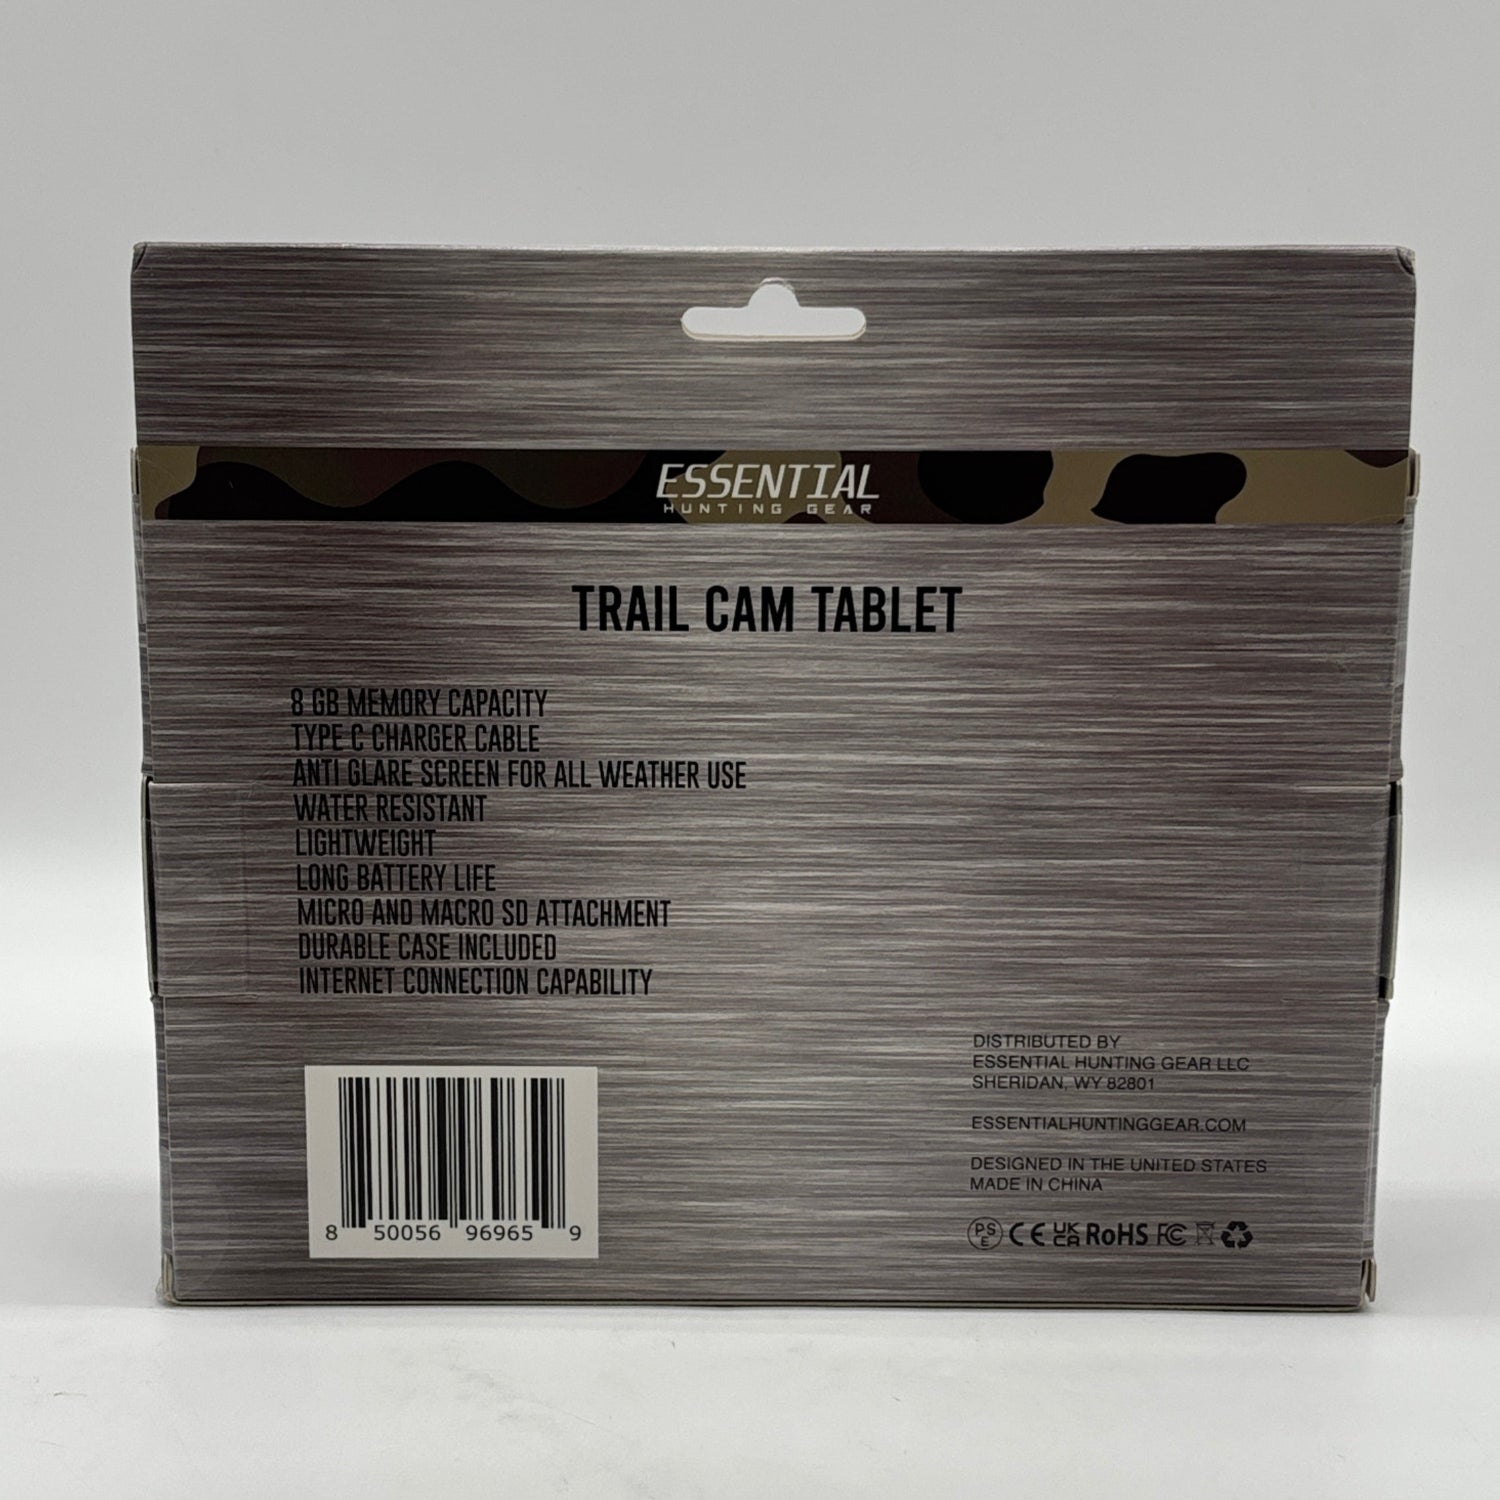 ESSENTIAL
HUNTING GEAR
TRAIL CAM TABLET
8 GB MEMORY CAPACITY
TYPE C CHARGER CABLE
ANTI GLARE SCREEN FOR ALL WEATHER USE
WATER RESISTANT
LIGHTWEIGHT
LONG BATTERY LIFE
MICRO AND MACRO SD ATTACHMENT
DURABLE CASE INCLUDED
INTERNET CONNECTION CAPABILITY
8 50056 96965 9
DISTRIBUTED BY
ESSENTIAL HUNTING GEAR LLC
SHERIDAN, WY 82801
ESSENTIALHUNTINGGEAR.COM
DESIGNED IN THE UNITED STATES
MADE IN CHINA
PS E CE UK CA RoHS FC